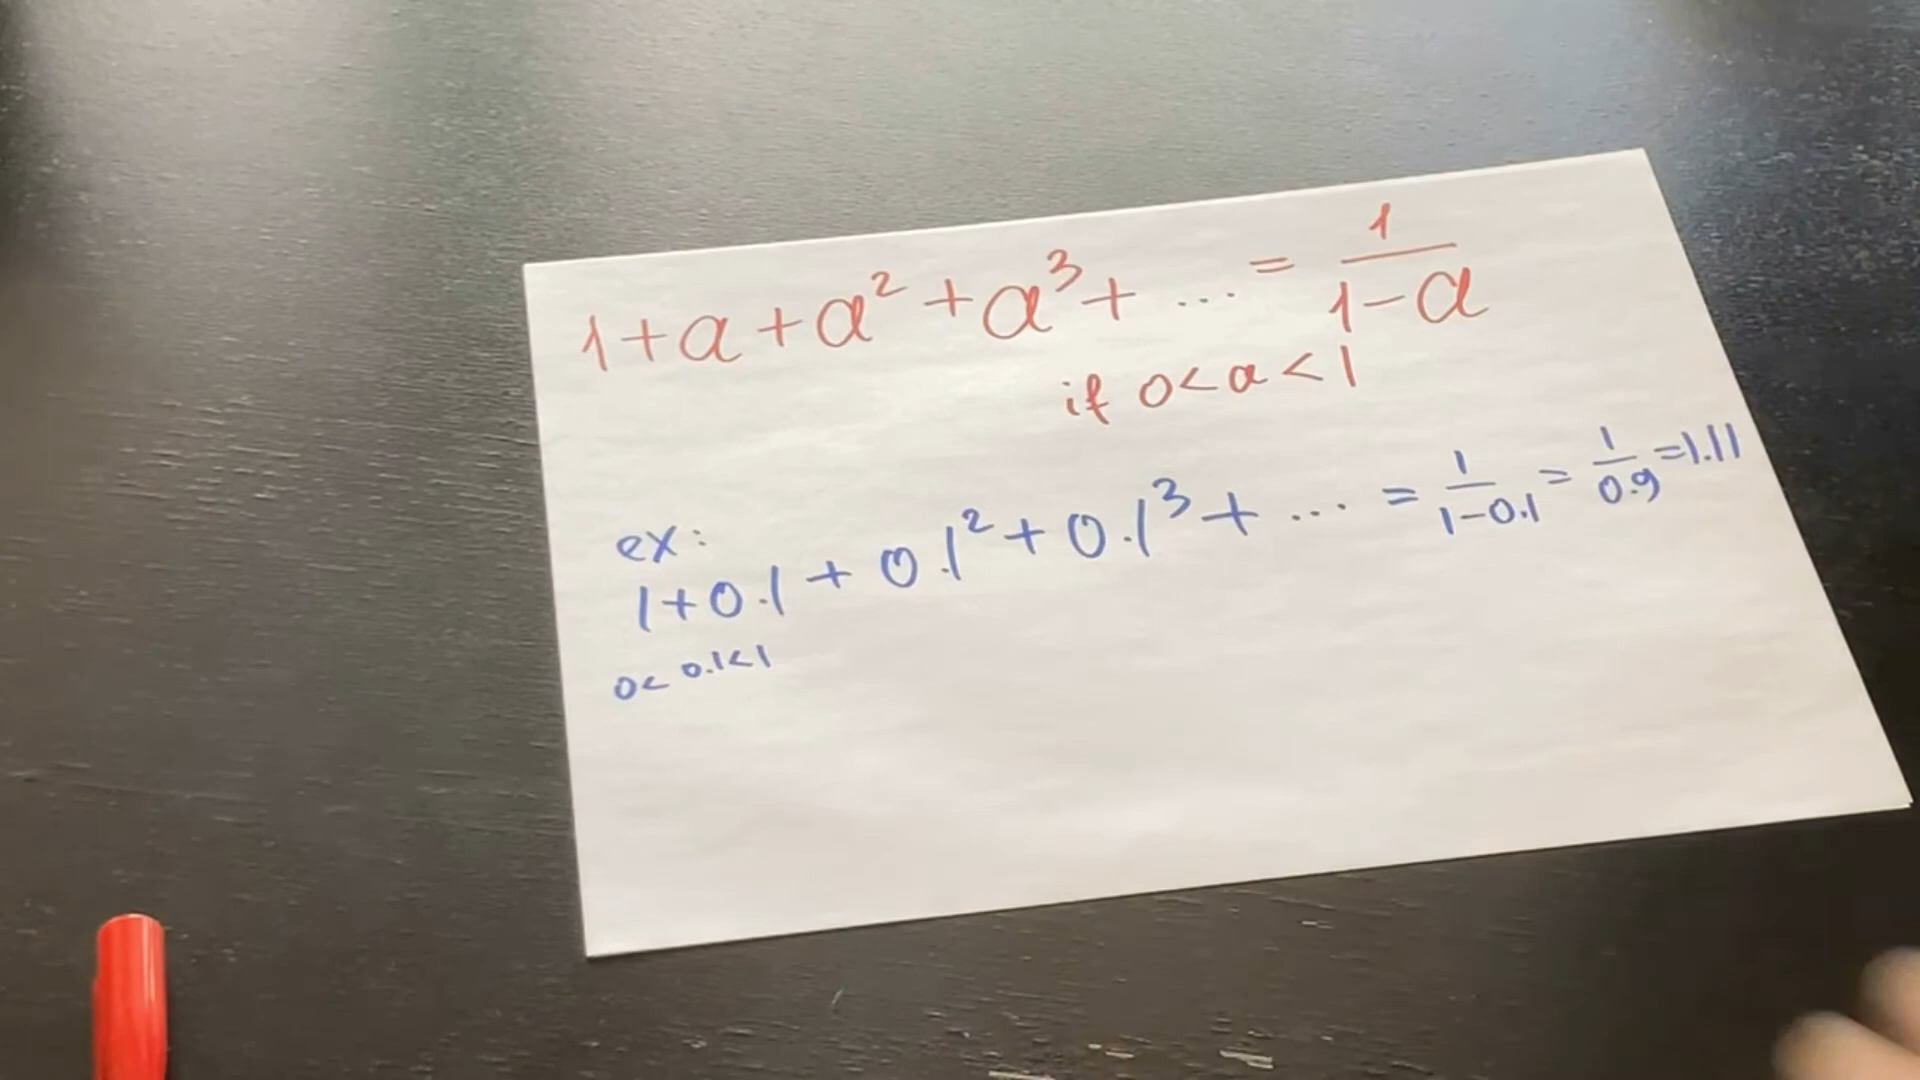 1+a+a²+a³+ ... = 1/(1-a)
if 0<a<1
ex:
1+0.1+0.1²+0.1³+ ... = 1/(1-0.1) = 1/0.9 =1.11
0<0.1<1